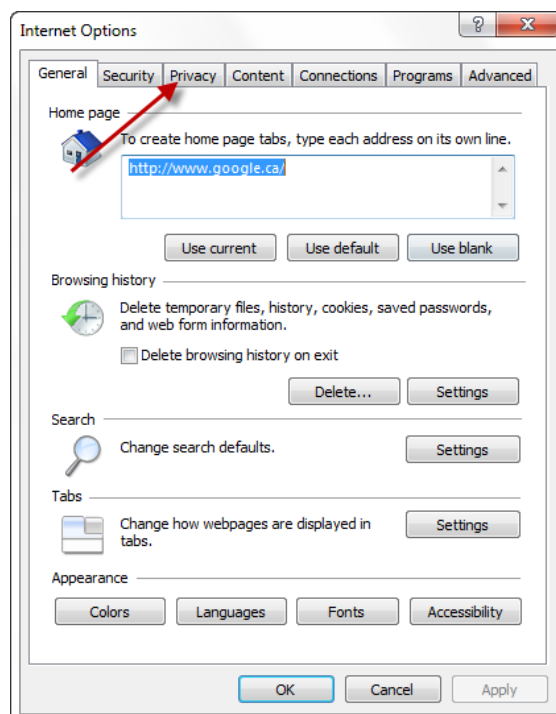 Internet Options
General Security Privacy Content Connections Programs Advanced
Home page
To create home page tabs, type each address on its own line.
http://www.google.ca/
Use current Use default Use blank
Browsing history
Delete temporary files, history, cookies, saved passwords,
and web form information.
Delete browsing history on exit
Delete... Settings
Search
Change search defaults. Settings
Tabs
Change how webpages are displayed in Settings
tabs.
Appearance
Colors Languages Fonts Accessibility
OK Cancel Apply